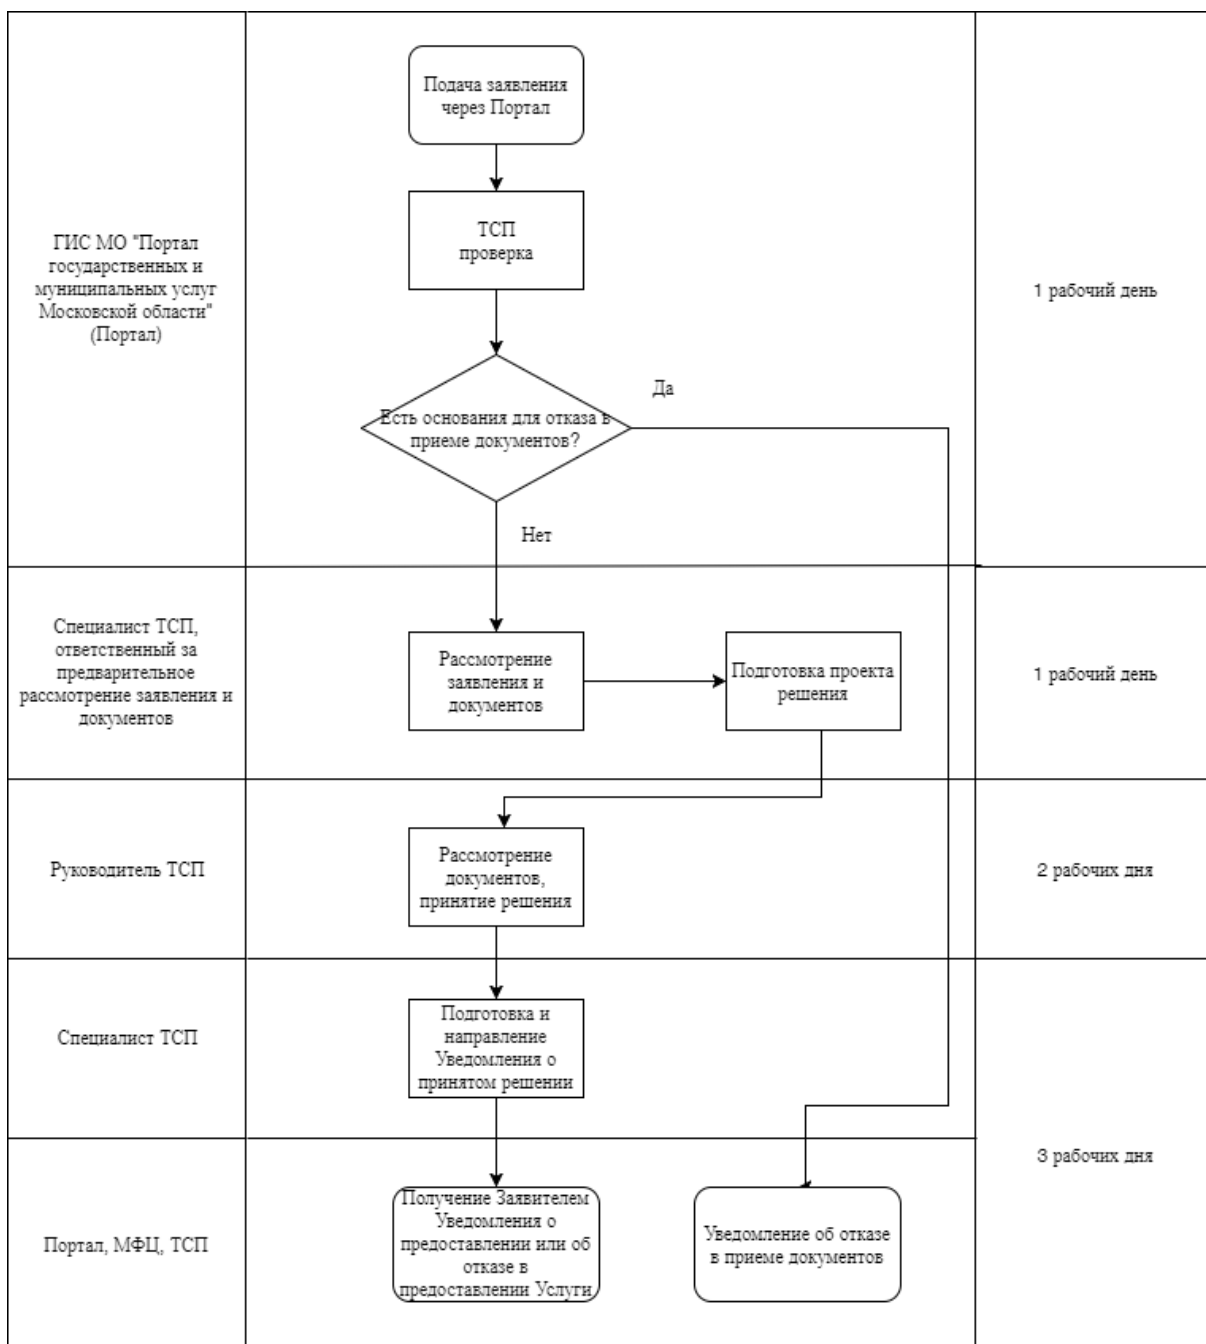 Подача заявления
через Портал
ТСП
проверка
ГИС МО "Портал
государственных и
муниципальных услуг
Московской области"
(Портал)
1 рабочий день
Да
Есть основания для отказа в
приеме документов?
Нет
Специалист ТСП,
ответственный за
предварительное
рассмотрение заявления и
документов
Рассмотрение
заявления и
документов
Подготовка проекта
решения
1 рабочий день
Руководитель ТСП
Рассмотрение
документов,
принятие решения
2 рабочих дня
Специалист ТСП
Подготовка и
направление
Уведомления о
принятом решении
3 рабочих дня
Портал, МФЦ, ТСП
Получение Заявителем
Уведомления о
предоставлении или об
отказе в
предоставлении Услуги
Уведомление об отказе
в приеме документов